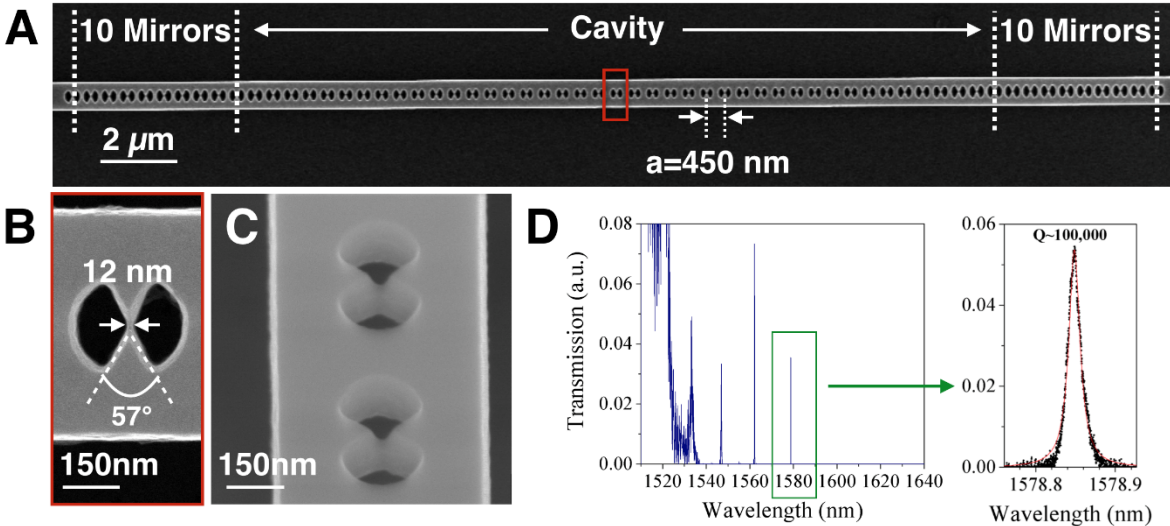 A
10 Mirrors
Cavity
10 Mirrors
2 µm
a=450 nm
B
12 nm
57°
150nm
C
150nm
D
Transmission (a.u.)
0.08
0.06
0.04
0.02
0.00
1520 1540 1560 1580 1600 1620 1640
Wavelength (nm)
0.06
0.04
0.02
0.00
Q~100,000
1578.8 1578.9
Wavelength (nm)